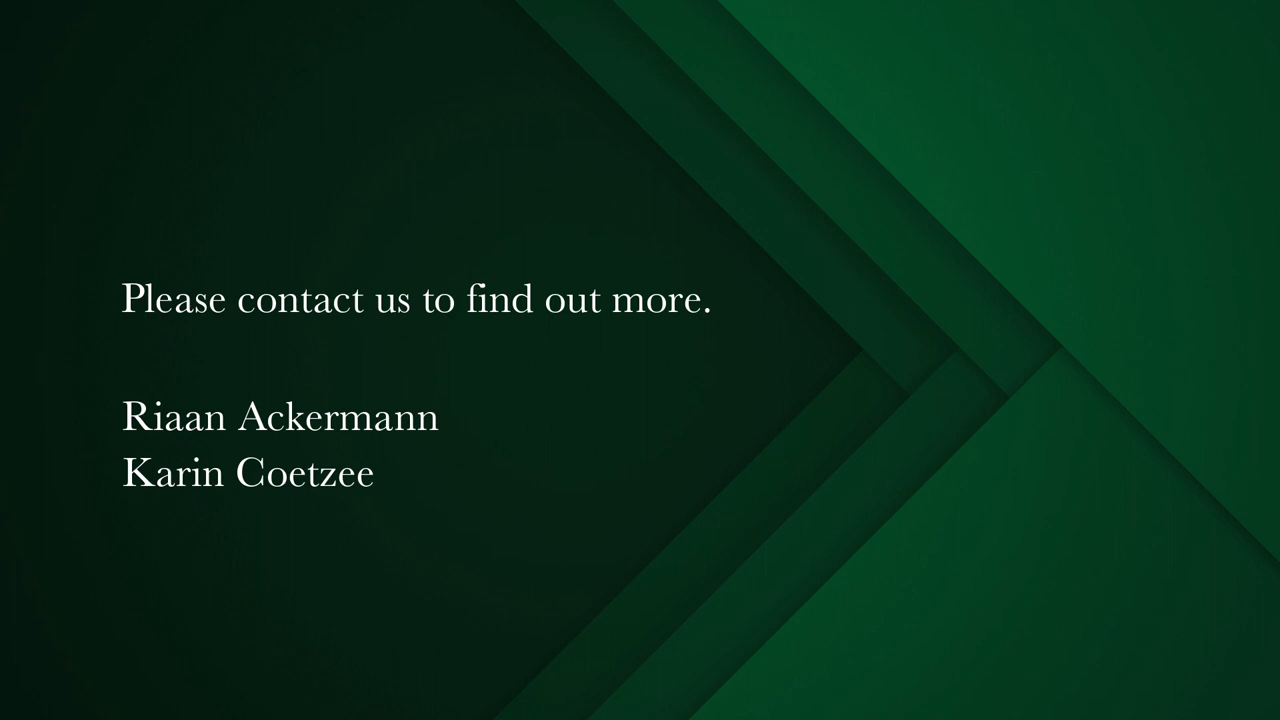 Please contact us to find out more.
Riaan Ackermann
Karin Coetzee